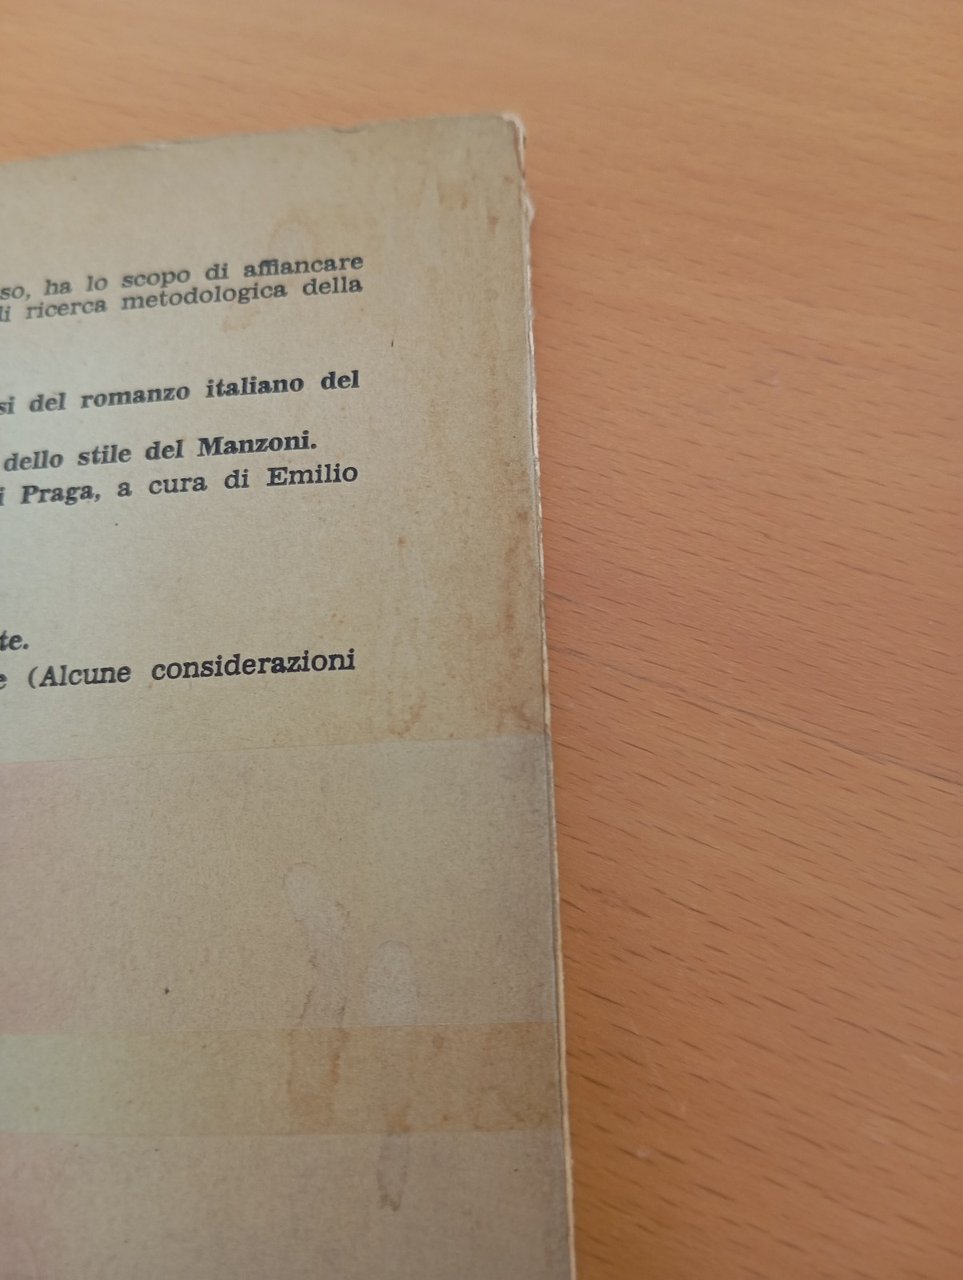 so, ha lo scopo di affiancare
di ricerca metodologica della
si del romanzo italiano del
dello stile del Manzoni.
i Praga, a cura di Emilio
te.
e (Alcune considerazioni